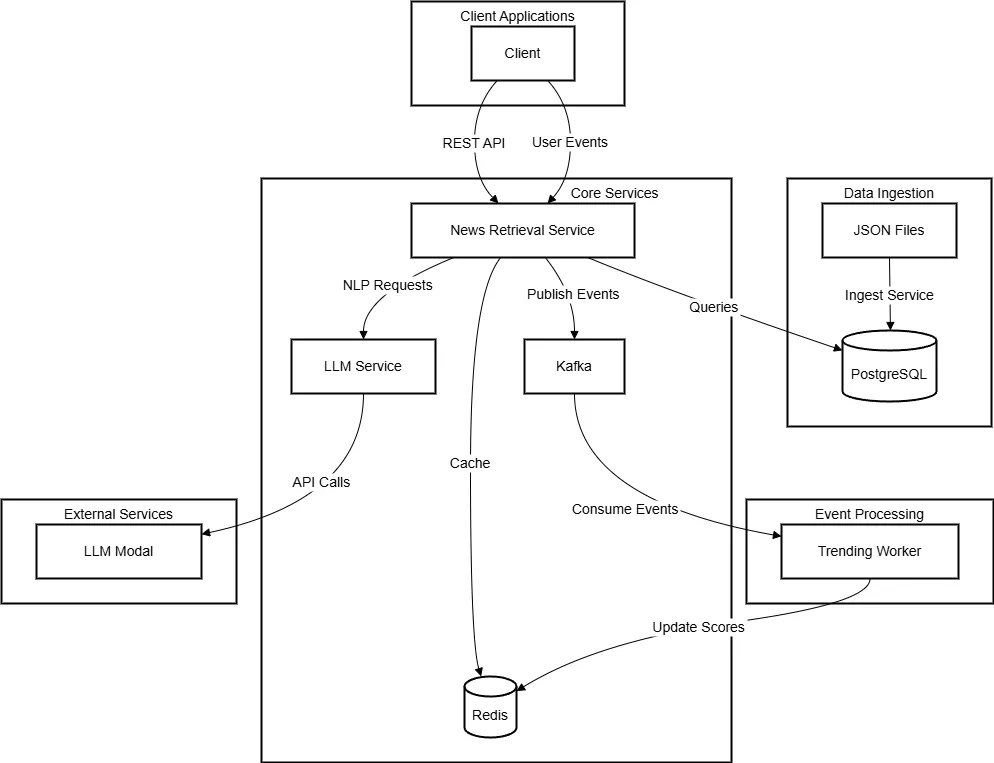 Client Applications
Client
REST API
User Events
Core Services
News Retrieval Service
Data Ingestion
JSON Files
NLP Requests
Publish Events
Queries
Ingest Service
LLM Service
Kafka
PostgreSQL
Cache
API Calls
Consume Events
External Services
LLM Modal
Event Processing
Trending Worker
Update Scores
Redis